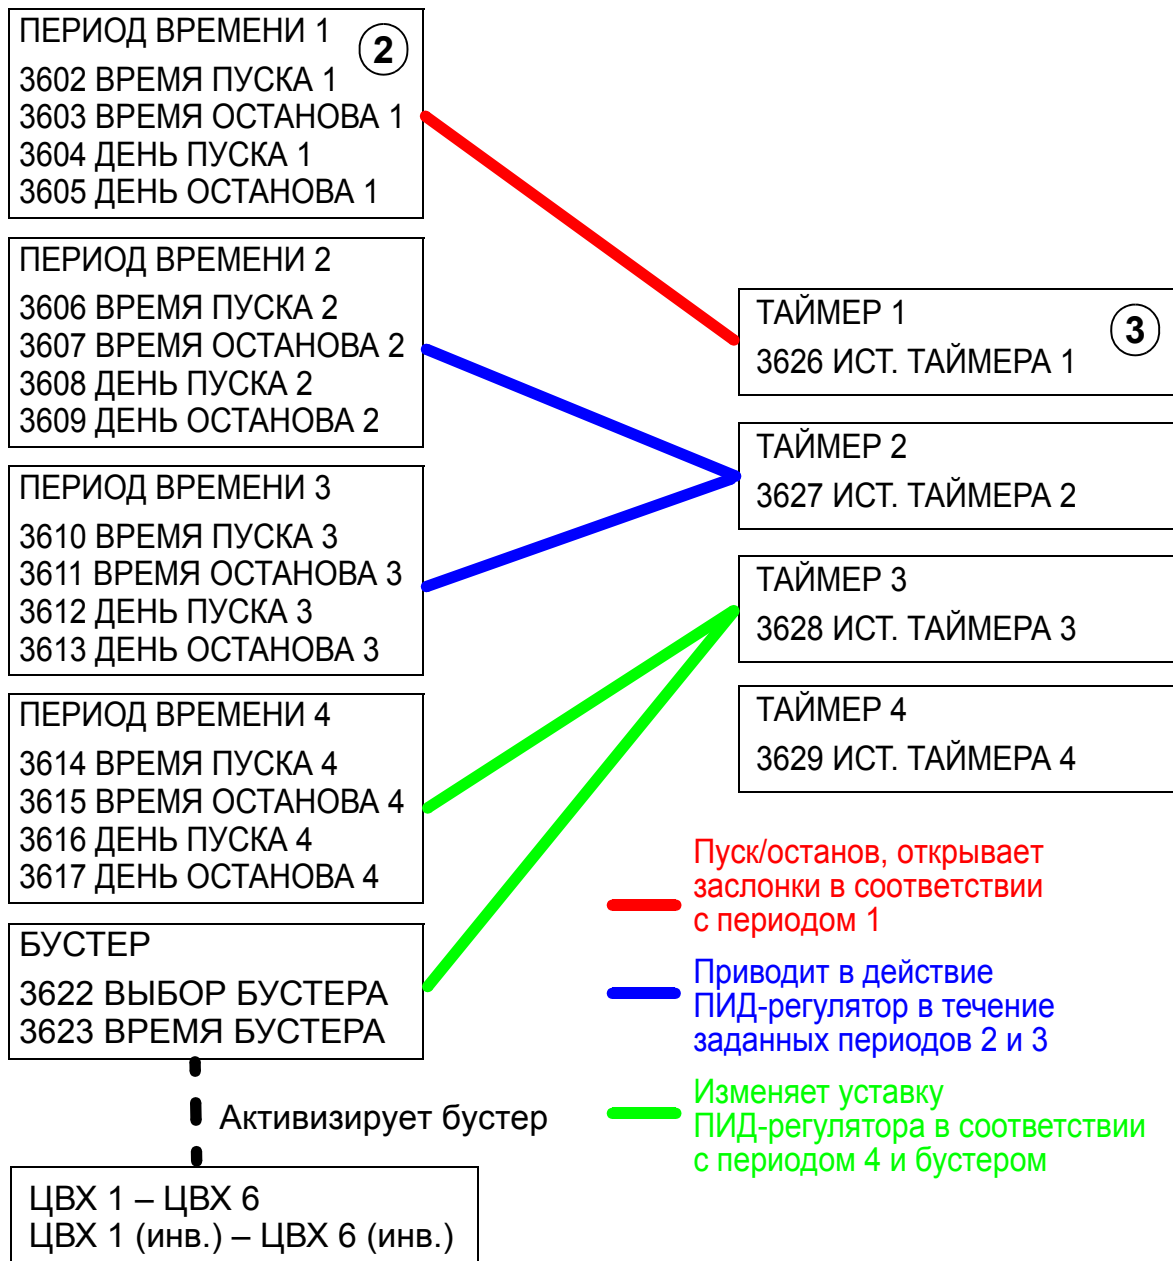 ПЕРИОД ВРЕМЕНИ 1
2
3602 ВРЕМЯ ПУСКА 1
3603 ВРЕМЯ ОСТАНОВА 1
3604 ДЕНЬ ПУСКА 1
3605 ДЕНЬ ОСТАНОВА 1
ПЕРИОД ВРЕМЕНИ 2
3606 ВРЕМЯ ПУСКА 2
3607 ВРЕМЯ ОСТАНОВА 2
3608 ДЕНЬ ПУСКА 2
3609 ДЕНЬ ОСТАНОВА 2
ПЕРИОД ВРЕМЕНИ 3
3610 ВРЕМЯ ПУСКА 3
3611 ВРЕМЯ ОСТАНОВА 3
3612 ДЕНЬ ПУСКА 3
3613 ДЕНЬ ОСТАНОВА 3
ПЕРИОД ВРЕМЕНИ 4
3614 ВРЕМЯ ПУСКА 4
3615 ВРЕМЯ ОСТАНОВА 4
3616 ДЕНЬ ПУСКА 4
3617 ДЕНЬ ОСТАНОВА 4
БУСТЕР
3622 ВЫБОР БУСТЕРА
3623 ВРЕМЯ БУСТЕРА
Активизирует бустер
ЦВХ 1 – ЦВХ 6
ЦВХ 1 (инв.) – ЦВХ 6 (инв.)
ТАЙМЕР 1
3
3626 ИСТ. ТАЙМЕРА 1
ТАЙМЕР 2
3627 ИСТ. ТАЙМЕРА 2
ТАЙМЕР 3
3628 ИСТ. ТАЙМЕРА 3
ТАЙМЕР 4
3629 ИСТ. ТАЙМЕРА 4
Пуск/останов, открывает
заслонки в соответствии
с периодом 1
Приводит в действие
ПИД-регулятор в течение
заданных периодов 2 и 3
Изменяет уставку
ПИД-регулятора в соответствии
с периодом 4 и бустером